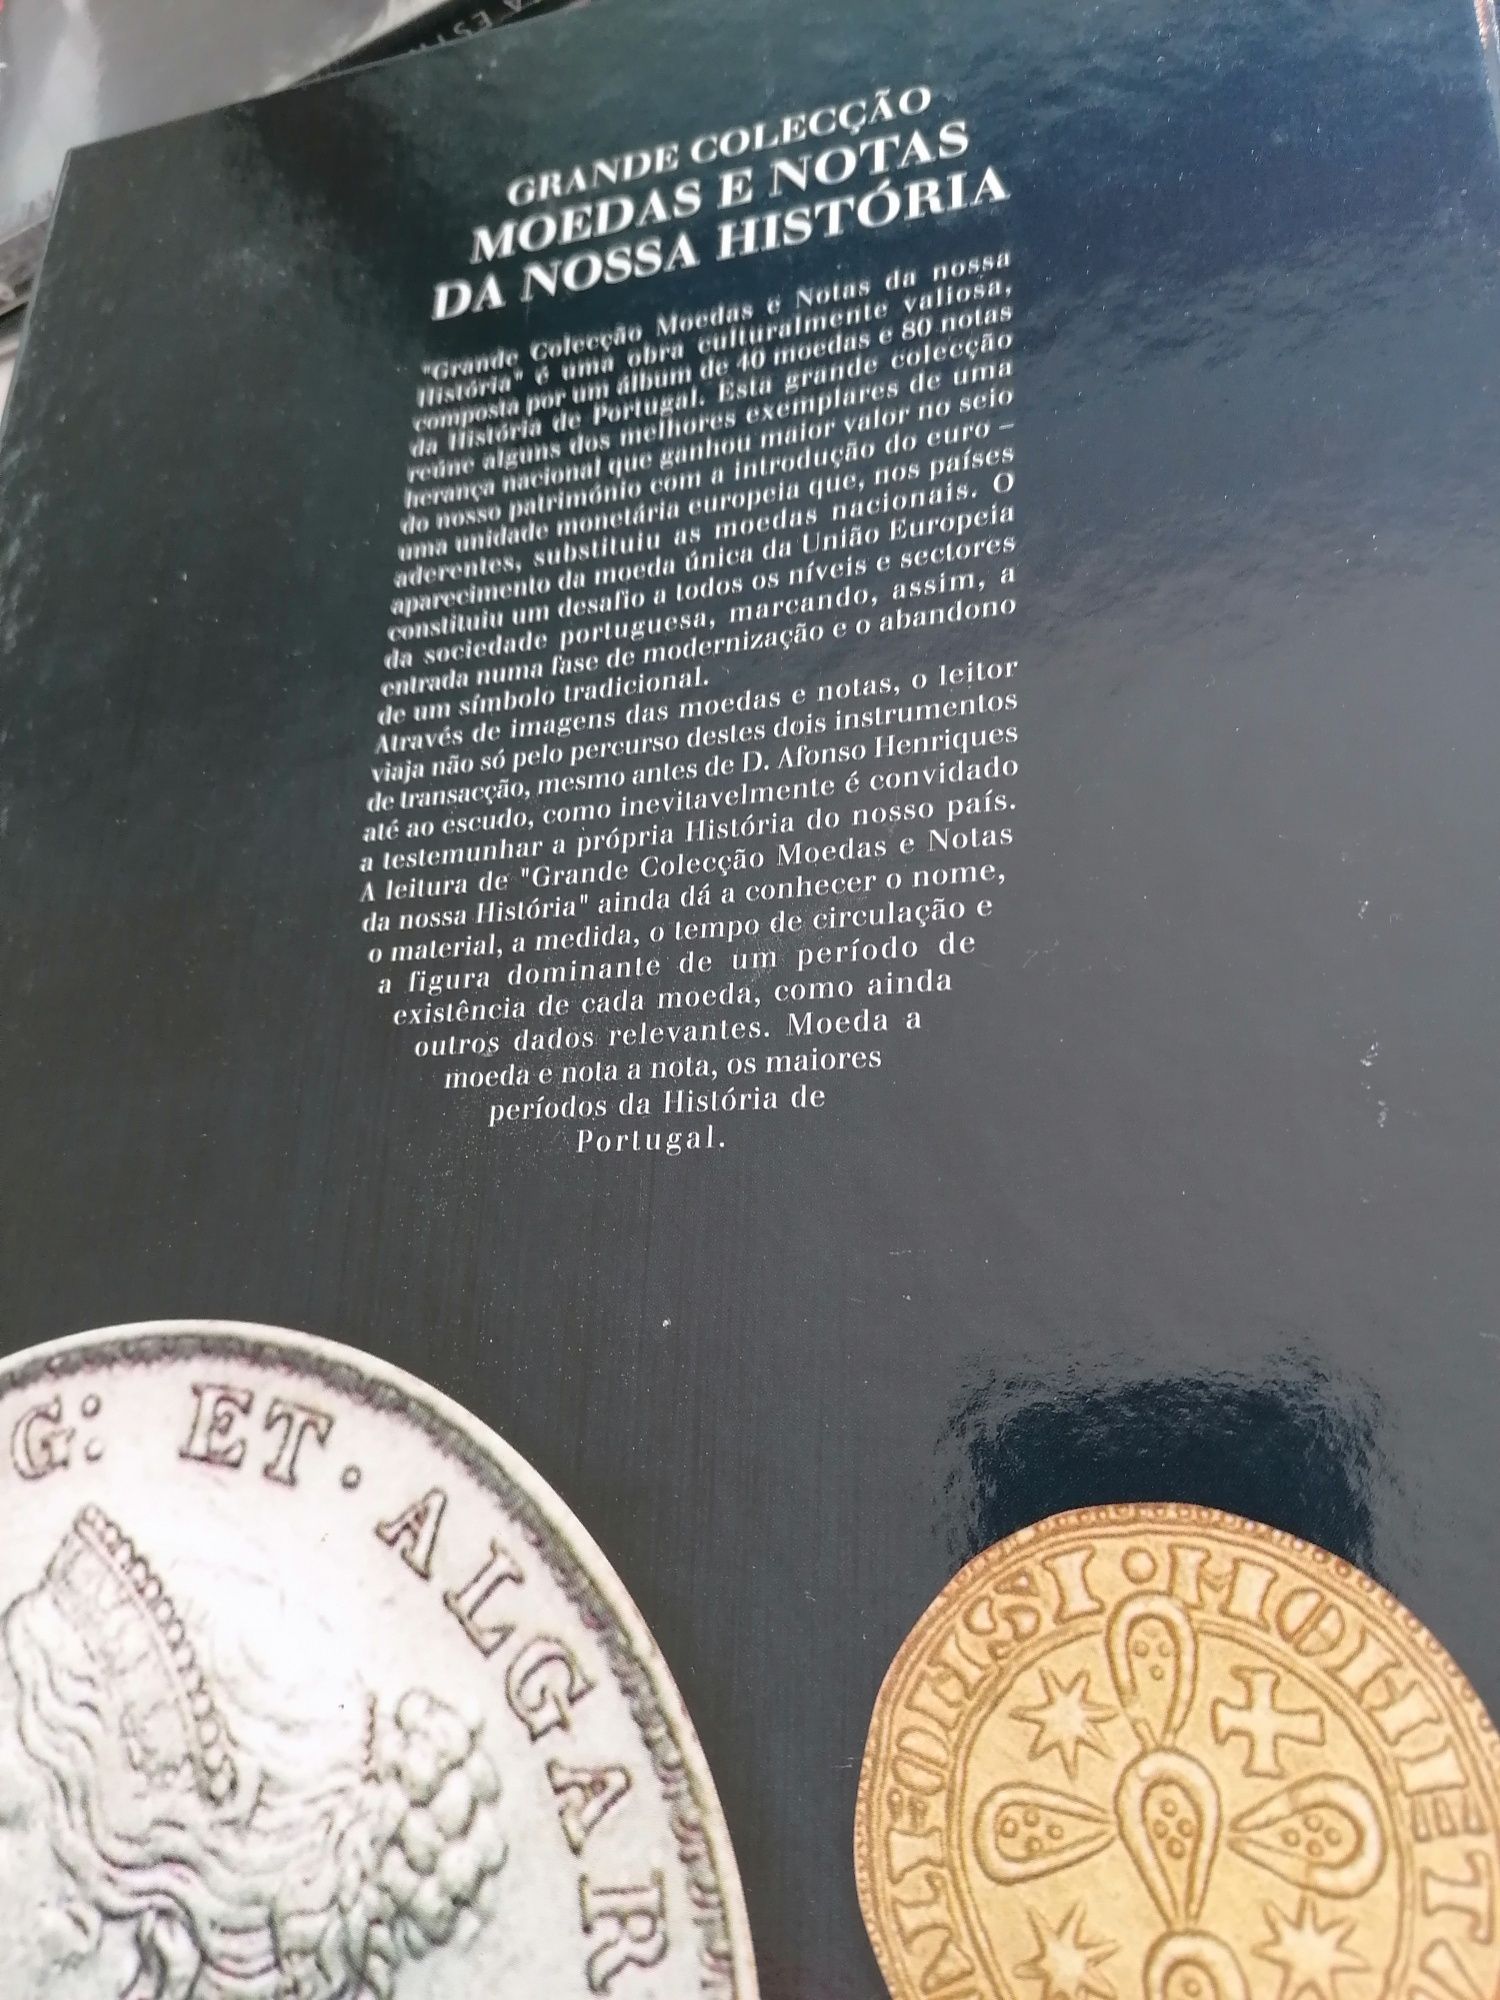 GRANDE COLECÇÃO
MOEDAS E NOTAS
DA NOSSA HISTÓRIA
"Grande Colecção Moedas e Notas da nossa
História" é uma obra culturalmente valiosa,
composta por um álbum de 40 moedas e 80 notas
da História de Portugal. Esta grande colecção
reúne alguns dos melhores exemplares de uma
herança nacional que ganhou maior valor no seio
do nosso património com a introdução do euro –
uma unidade monetária europeia que, nos países
aderentes, substituiu as moedas nacionais. O
aparecimento da moeda única da União Europeia
constituiu um desafio a todos os níveis e sectores
da sociedade portuguesa, marcando, assim, a
entrada numa fase de modernização e o abandono
de um símbolo tradicional.
Através de imagens das moedas e notas, o leitor
viaja não só pelo percurso destes dois instrumentos
de transacção, mesmo antes de D. Afonso Henriques
até ao escudo, como inevitavelmente é convidado
a testemunhar a própria História do nosso país.
A leitura de "Grande Colecção Moedas e Notas
da nossa História" ainda dá a conhecer o nome,
o material, a medida, o tempo de circulação e
a figura dominante de um período de
existência de cada moeda, como ainda
outros dados relevantes. Moeda a
moeda e nota a nota, os maiores
períodos da História de
Portugal.
G: ET · ALGAR